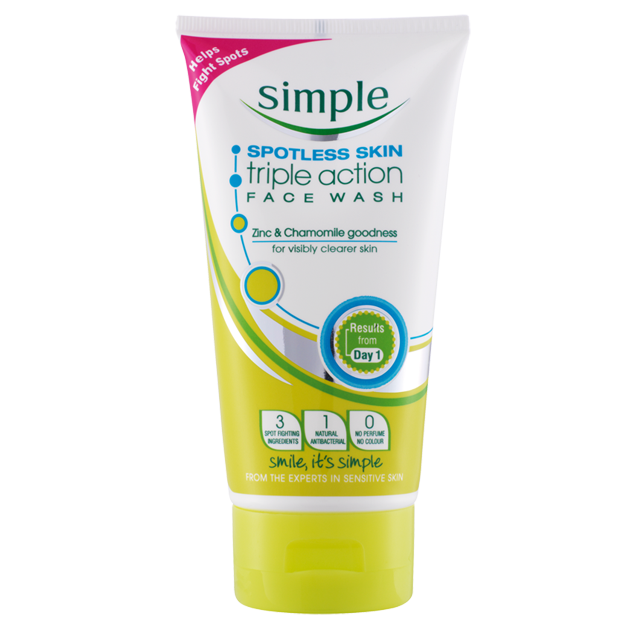 Helps
Fight Spots
simple
SPOTLESS SKIN
triple action
FACE WASH
Zinc & Chamomile goodness
for visibly clearer skin
Results
from
Day 1
3
SPOT FIGHTING
INGREDIENTS
1
NATURAL
ANTIBACTERIAL
0
NO PERFUME
NO COLOUR
smile, it's simple
FROM THE EXPERTS IN SENSITIVE SKIN